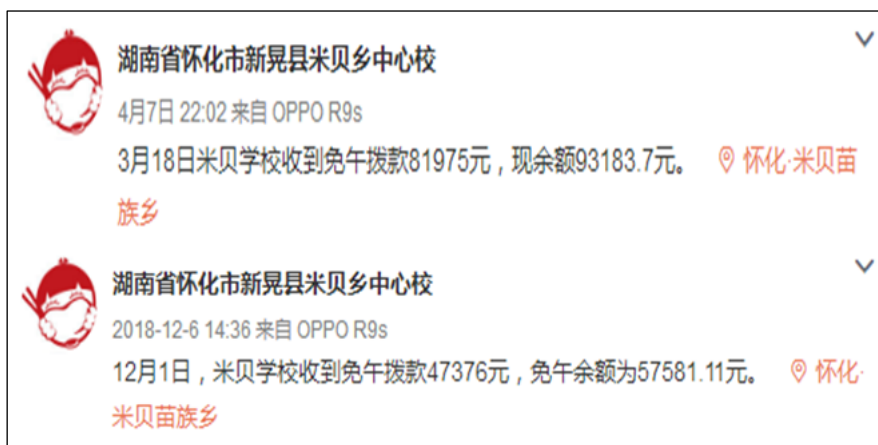 湖南省怀化市新晃县米贝乡中心校
4月7日 22:02 来自 OPPO R9s
3月18日米贝学校收到免午拨款81975元，现余额93183.7元。 怀化·米贝苗
族乡
湖南省怀化市新晃县米贝乡中心校
2018-12-6 14:36 来自 OPPO R9s
12月1日，米贝学校收到免午拨款47376元，免午余额为57581.11元。 怀化·
米贝苗族乡